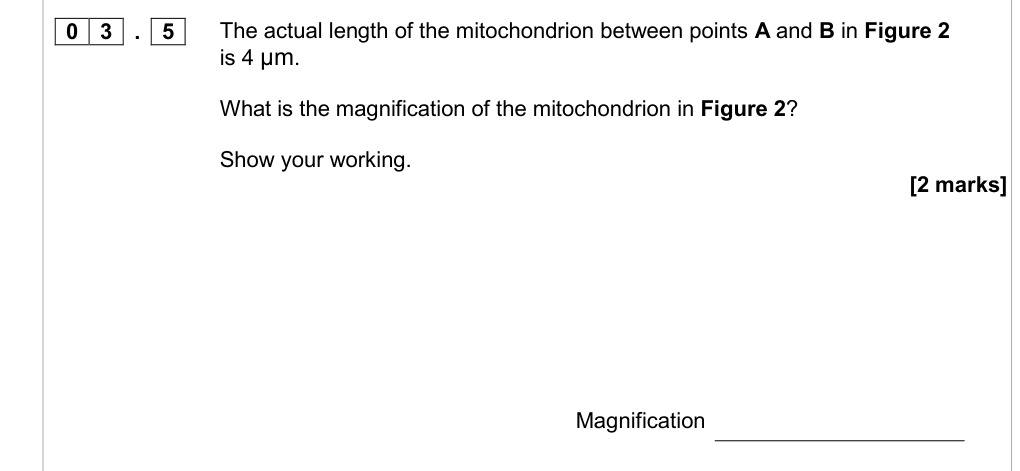 0 3 . 5 The actual length of the mitochondrion between points A and B in Figure 2
is 4 μm.
What is the magnification of the mitochondrion in Figure 2?
Show your working.
[2 marks]
Magnification